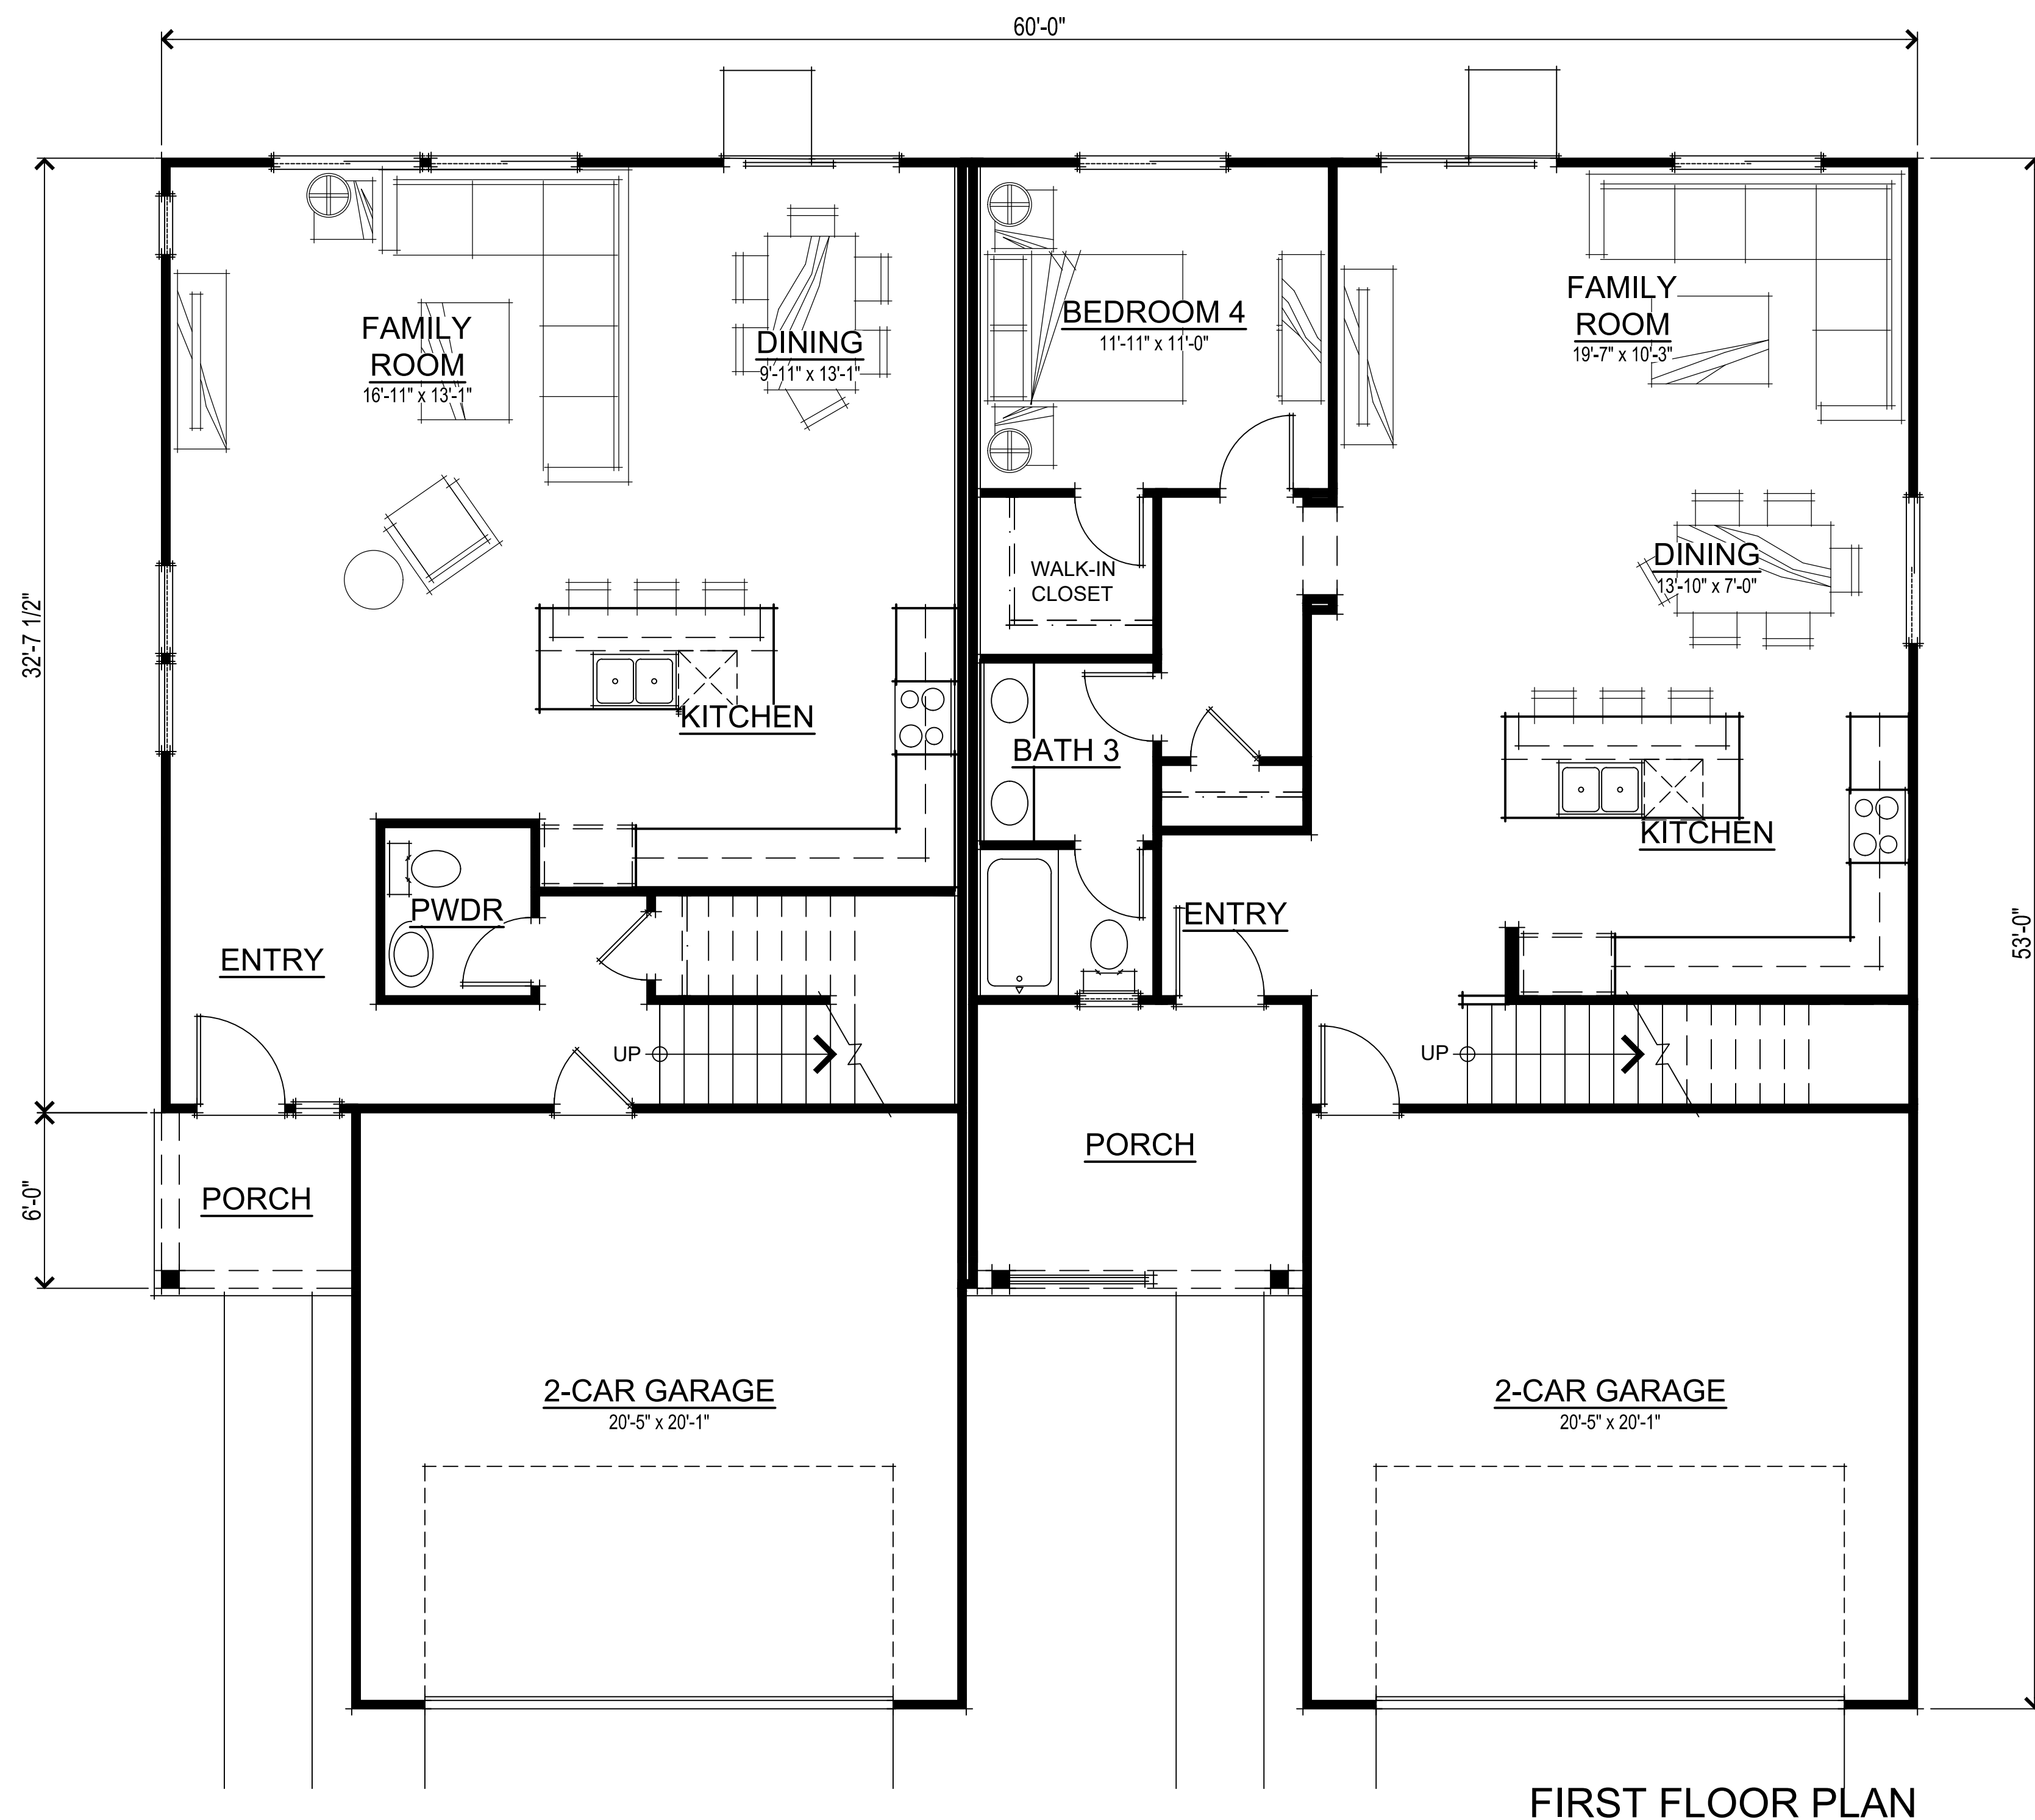 60'-0"
FAMILY
ROOM
16'-11" x 13'-1"
DINING
9'-11" x 13'-1"
BEDROOM 4
11'-11" x 11'-0"
FAMILY
ROOM
19'-7" x 10'-3"
WALK-IN
CLOSET
DINING
13'-10" x 7'-0"
32'-7 1/2"
KITCHEN
BATH 3
KITCHEN
PWDR
ENTRY
ENTRY
53'-0"
UP
UP
PORCH
PORCH
6'-0"
2-CAR GARAGE
20'-5" x 20'-1"
2-CAR GARAGE
20'-5" x 20'-1"
FIRST FLOOR PLAN